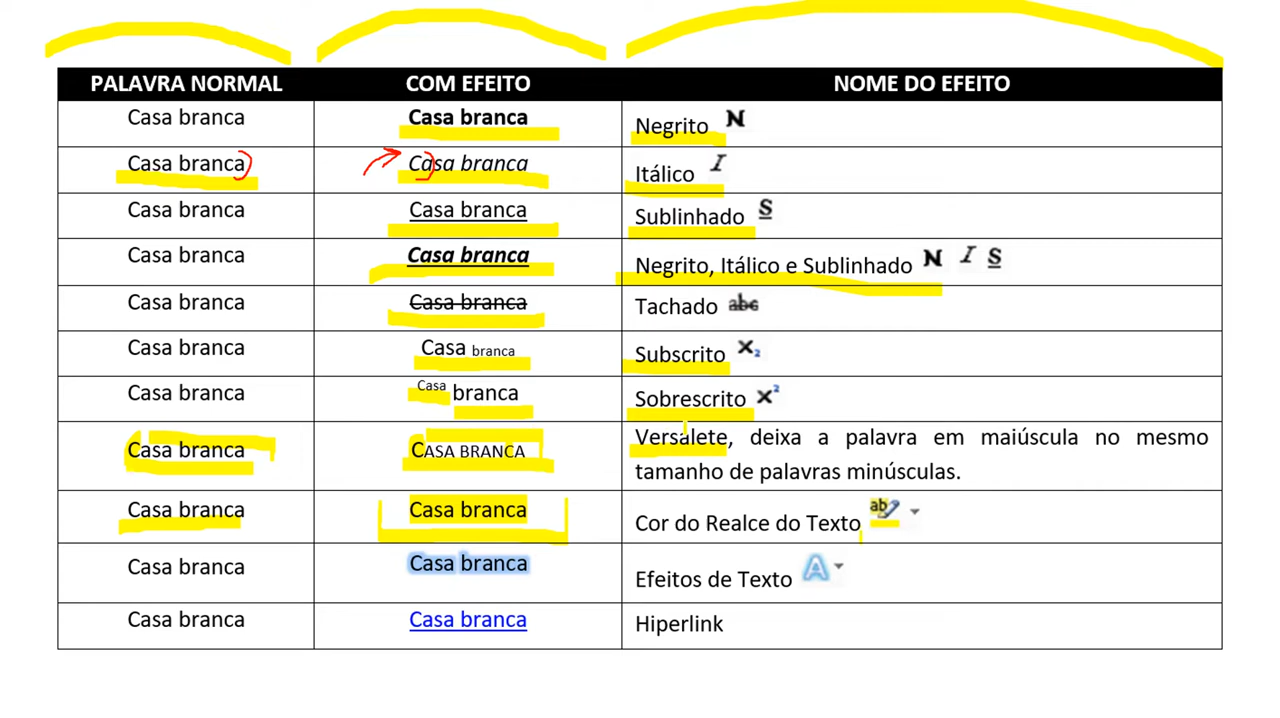 PALAVRA NORMAL COM EFEITO NOME DO EFEITO
Casa branca Casa branca Negrito N
Casa branca Casa branca Itálico I
Casa branca Casa branca Sublinhado S
Casa branca Casa branca Negrito, Itálico e Sublinhado N I S
Casa branca Casa branca Tachado abc
Casa branca Casa branca Subscrito X₂
Casa branca Casa branca Sobrescrito X²
Casa branca CASA BRANCA Versalete, deixa a palavra em maiúscula no mesmo
tamanho de palavras minúsculas.
Casa branca Casa branca Cor do Realce do Texto ab
Casa branca Casa branca Efeitos de Texto A
Casa branca Casa branca Hiperlink